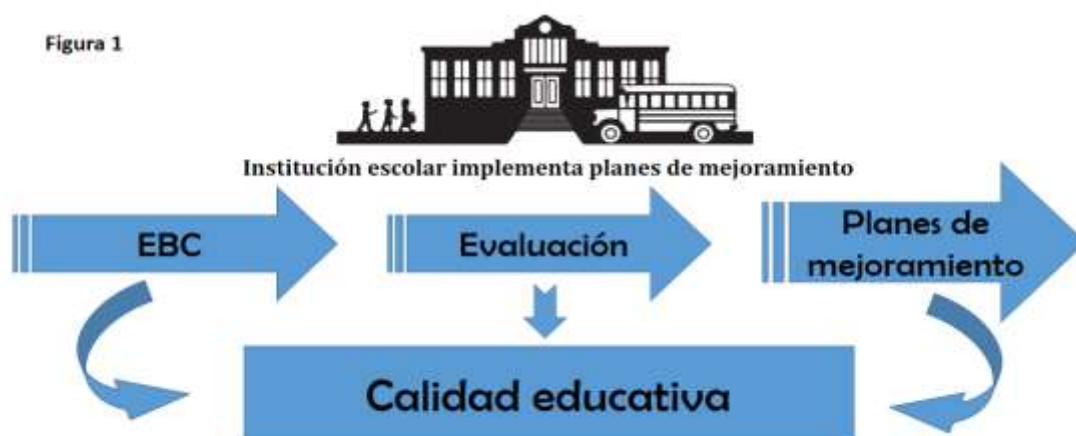 Figura 1
Institución escolar implementa planes de mejoramiento
EBC
Evaluación
Planes de
mejoramiento
Calidad educativa